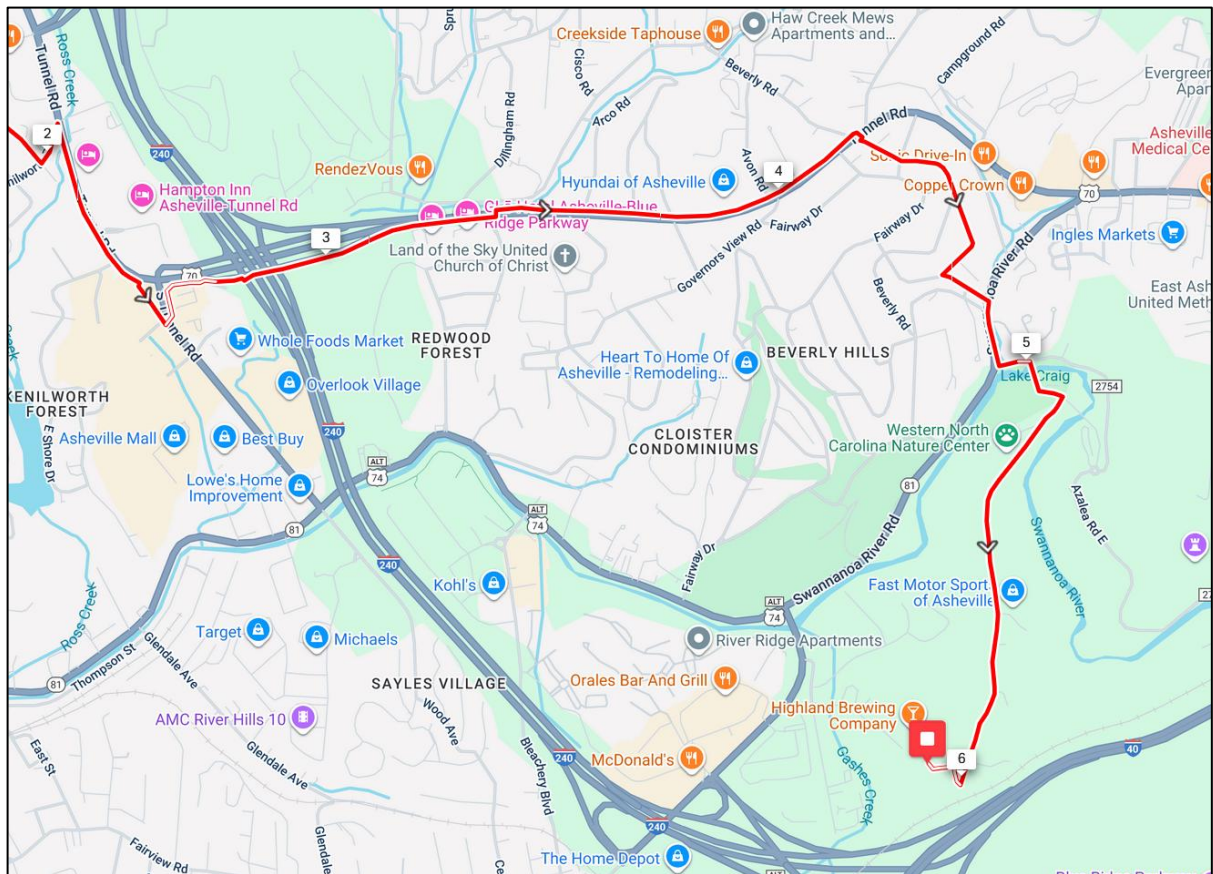 Haw Creek Mews
Apartments and...
Creekside Taphouse
Campground Rd
Cisco Rd
Beverly Rd
Evergreen
Tunnel Rd
Ross Creek
Arco Rd
Dillingham Rd
2
240
RendezVous
Asheville
Medical Ce
Sonic Drive-In
4
Avon Rd
Hyundai of Asheville
Copper Crown
70
Hampton Inn
Asheville-Tunnel Rd
Ridge Parkway
Fairway Dr
Fairway Dr
Governors View Rd
3
Land of the Sky United
Church of Christ
Ingles Markets
70
East Ash
United Meth
Beverly Rd
Whole Foods Market
REDWOOD
FOREST
Heart To Home Of
Asheville - Remodeling...
BEVERLY HILLS
5
Lake Craig
2754
Overlook Village
KENILWORTH
FOREST
E Shore Dr
Asheville Mall
Best Buy
240
CLOISTER
CONDOMINIUMS
Western North
Carolina Nature Center
ALT
74
Lowe's Home
Improvement
81
81
Azalea Rd E
ALT
74
Swannanoa River Rd
Swannanoa River
Fairway Dr
240
Kohl's
Fast Motor Sport
of Asheville
ALT
74
Ross Creek
Target
Michaels
River Ridge Apartments
Glendale Ave
Thompson St
81
SAYLES VILLAGE
Orales Bar And Grill
Highland Brewing
Company
AMC River Hills 10
Wood Ave
6
40
East St
Glendale Ave
Bleachery Blvd
240
McDonald's
Gashes Creek
240
Fairview Rd
The Home Depot
ALT